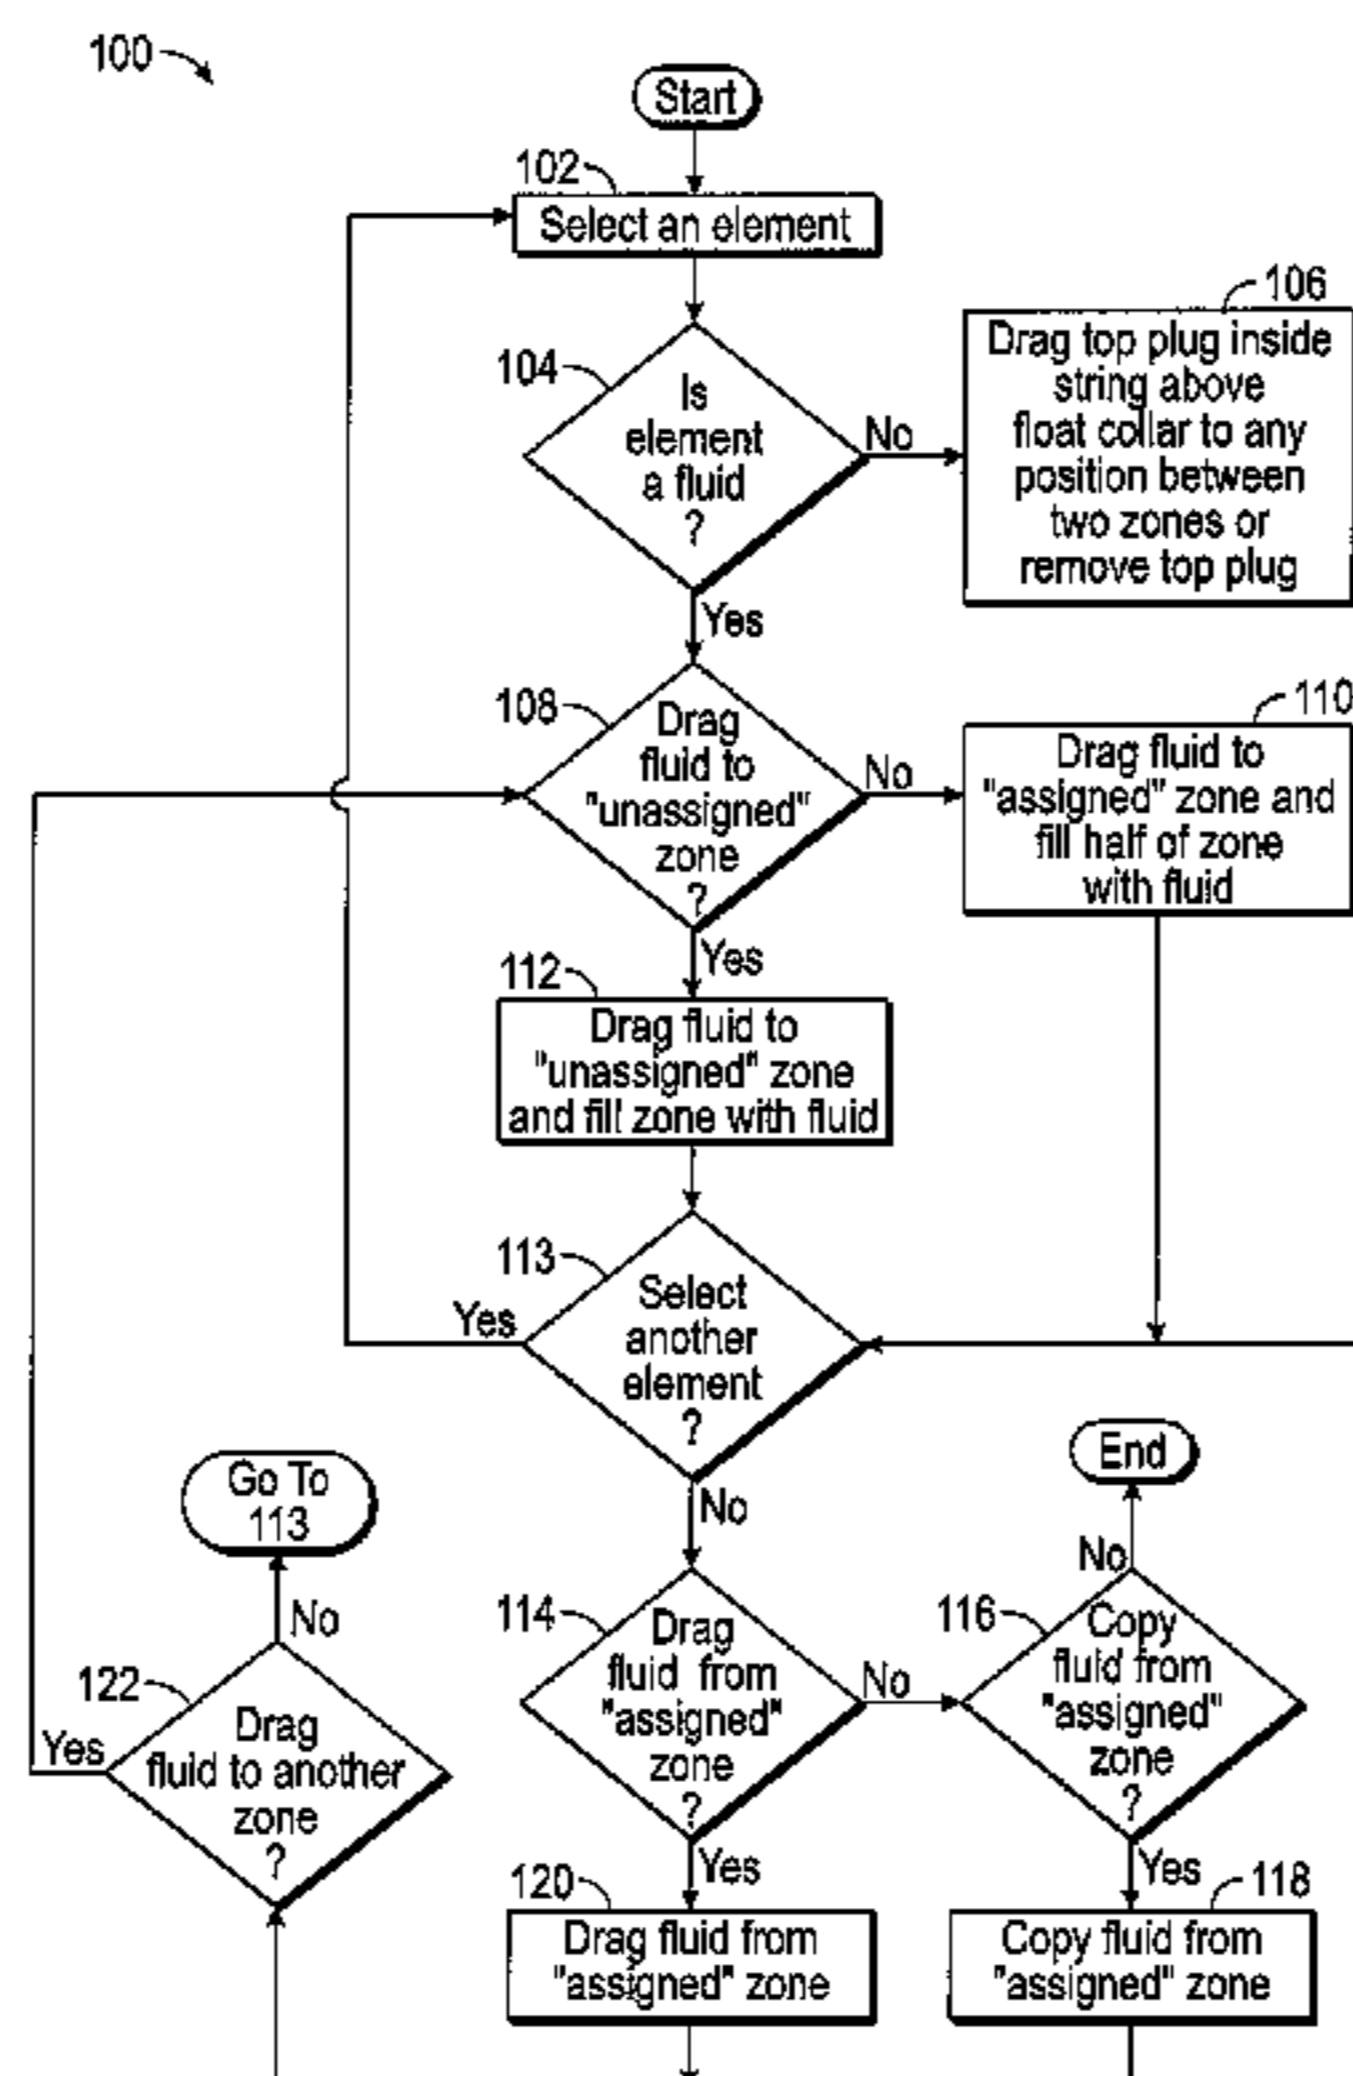 100
Start
102
Select an element
104
Is
element
a fluid
?
No
Yes
106
Drag top plug inside
string above
float collar to any
position between
two zones or
remove top plug
108
Drag
fluid to
"unassigned"
zone
?
No
Yes
110
Drag fluid to
"assigned" zone and
fill half of zone
with fluid
112
Drag fluid to
"unassigned" zone
and fill zone with fluid
113
Select
another
element
?
Yes
No
Go To
113
End
No
114
Drag
fluid from
"assigned"
zone
?
No
Yes
116
Copy
fluid from
"assigned"
zone
?
No
Yes
122
Drag
fluid to another
zone
?
Yes
120
Drag fluid from
"assigned" zone
118
Copy fluid from
"assigned" zone